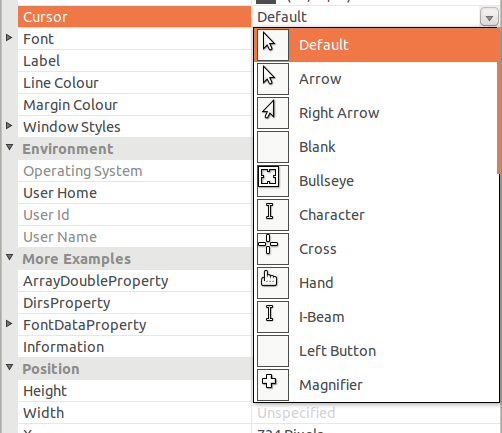 Cursor
Default
Font
Default
Label
Arrow
Line Colour
Margin Colour
Right Arrow
Window Styles
Blank
Environment
Operating System
Bullseye
User Home
User Id
Character
User Name
Cross
More Examples
ArrayDoubleProperty
Hand
DirsProperty
FontDataProperty
I-Beam
Information
Left Button
Position
Height
Magnifier
Width
Unspecified